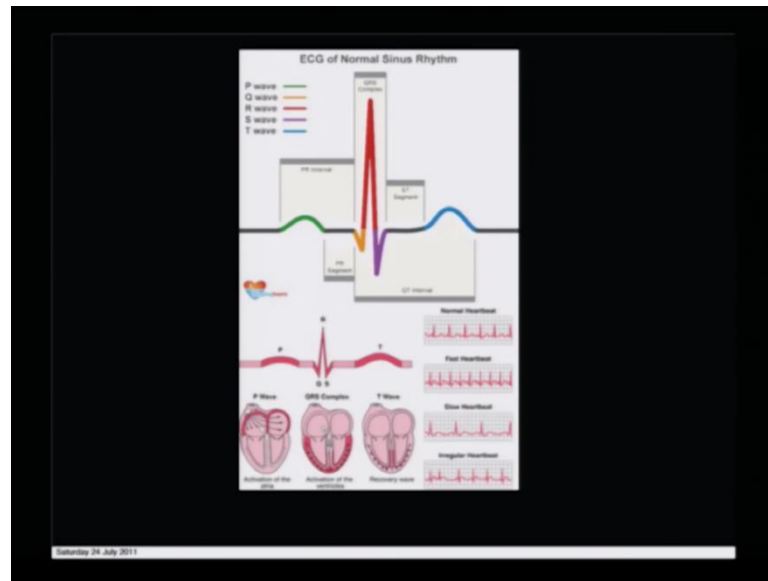 ECG of Normal Sinus Rhythm
QRS
Complex
P wave
Q wave
R wave
S wave
T wave
PR Interval
ST
Segment
PR
Segment
QT Interval
Normal Heartbeat
R
P
T
Q S
Fast Heartbeat
P Wave
QRS Complex
T Wave
Slow Heartbeat
Irregular Heartbeat
Activation of the
atria
Activation of the
ventricles
Recovery wave
Saturday 24 July 2011